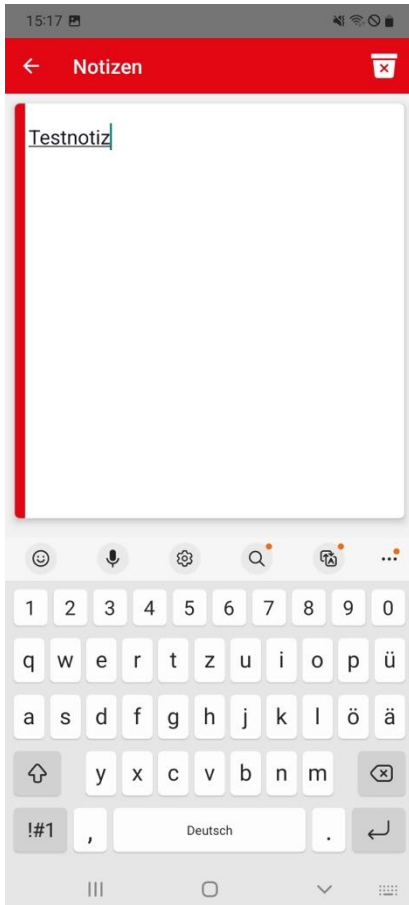 15:17
Notizen
Testnotiz
1 2 3 4 5 6 7 8 9 0
q w e r t z u i o p ü
a s d f g h j k l ö ä
y x c v b n m
!#1 , Deutsch .